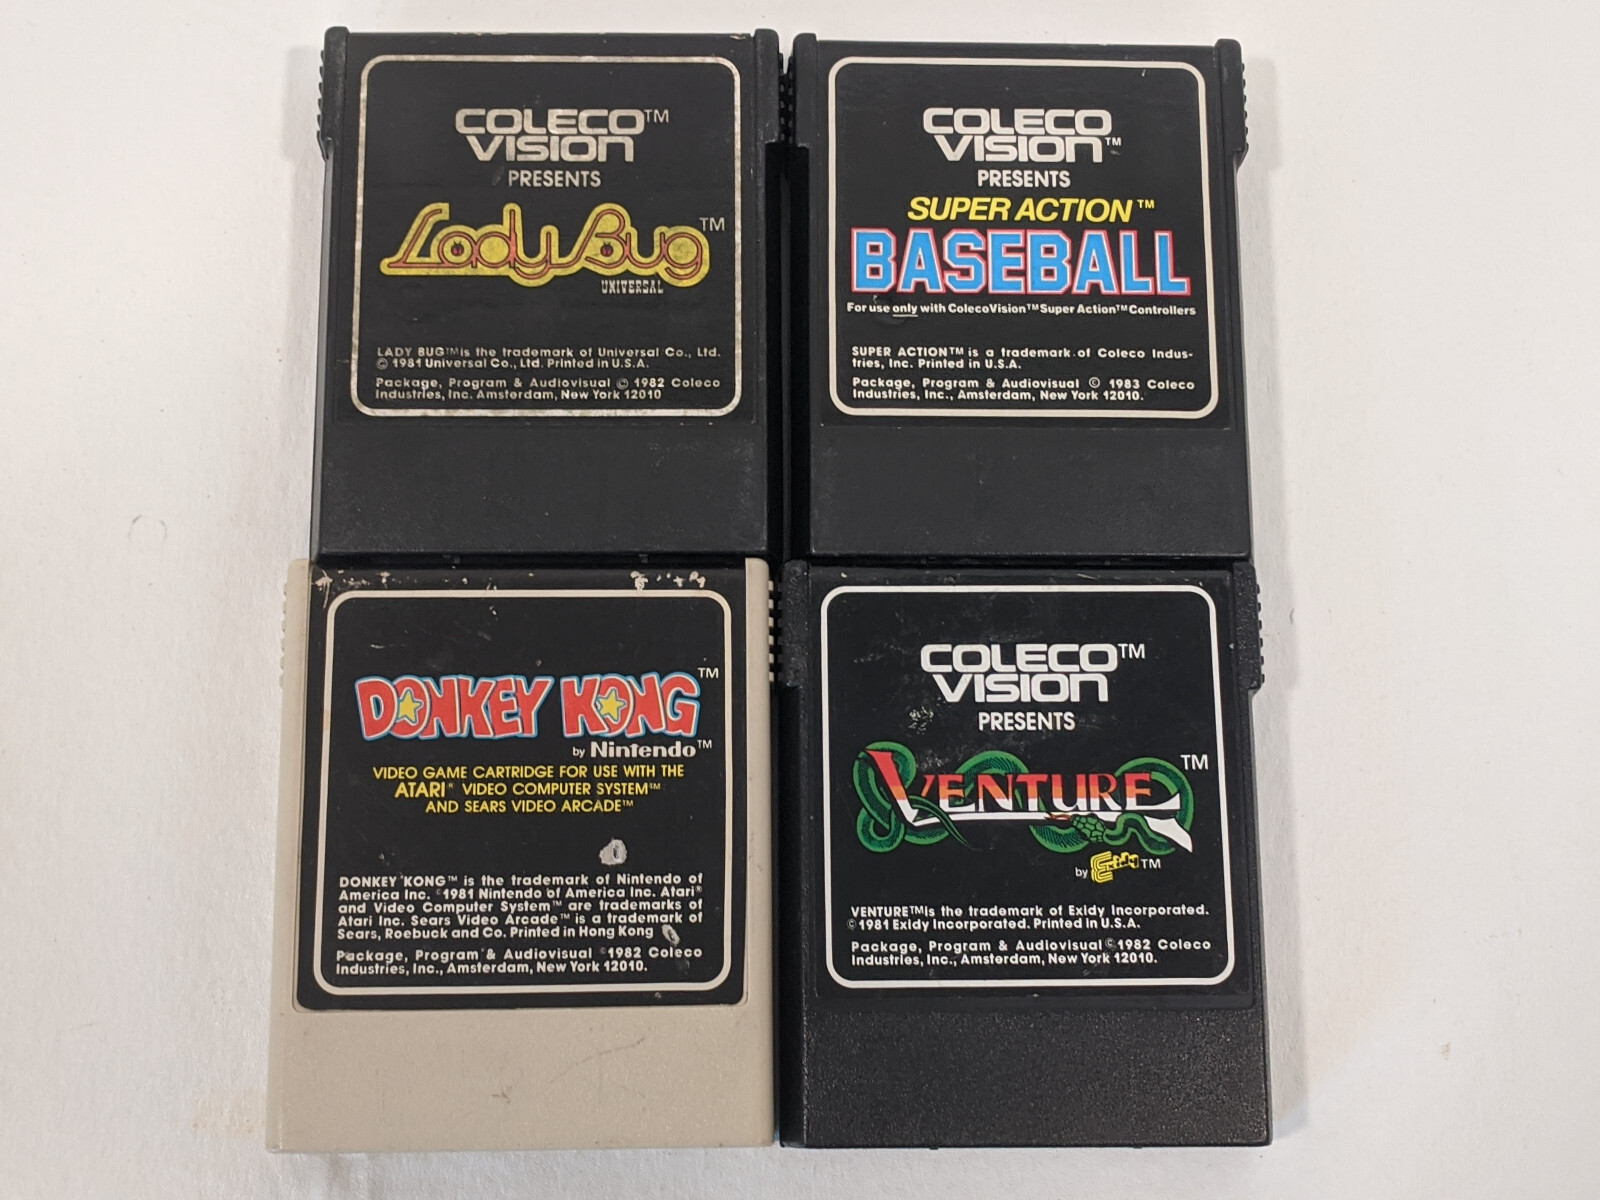 COLECO™
VISION
PRESENTS
Lady Bug™
UNIVERSAL
LADY BUG™ is the trademark of Universal Co., Ltd.
© 1981 Universal Co., Ltd. Printed in U.S.A.
Package, Program & Audiovisual © 1982 Coleco
Industries, Inc. Amsterdam, New York 12010
COLECO
VISION™
PRESENTS
SUPER ACTION™
BASEBALL
For use only with ColecoVision™ Super Action™ Controllers
SUPER ACTION™ is a trademark of Coleco Indus-
tries, Inc. Printed in U.S.A.
Package, Program & Audiovisual © 1983 Coleco
Industries, Inc., Amsterdam, New York 12010.
DONKEY KONG™
by Nintendo™
VIDEO GAME CARTRIDGE FOR USE WITH THE
ATARI® VIDEO COMPUTER SYSTEM™
AND SEARS VIDEO ARCADE™
DONKEY KONG™ is the trademark of Nintendo of
America Inc. ©1981 Nintendo of America Inc. Atari®
and Video Computer System™ are trademarks of
Atari Inc. Sears Video Arcade™ is a trademark of
Sears, Roebuck and Co. Printed in Hong Kong
Package, Program & Audiovisual ©1982 Coleco
Industries, Inc., Amsterdam, New York 12010.
COLECO™
VISION
PRESENTS
VENTURE™
by Exidy™
VENTURE™ is the trademark of Exidy Incorporated.
©1981 Exidy Incorporated. Printed in U.S.A.
Package, Program & Audiovisual ©1982 Coleco
Industries, Inc., Amsterdam, New York 12010.